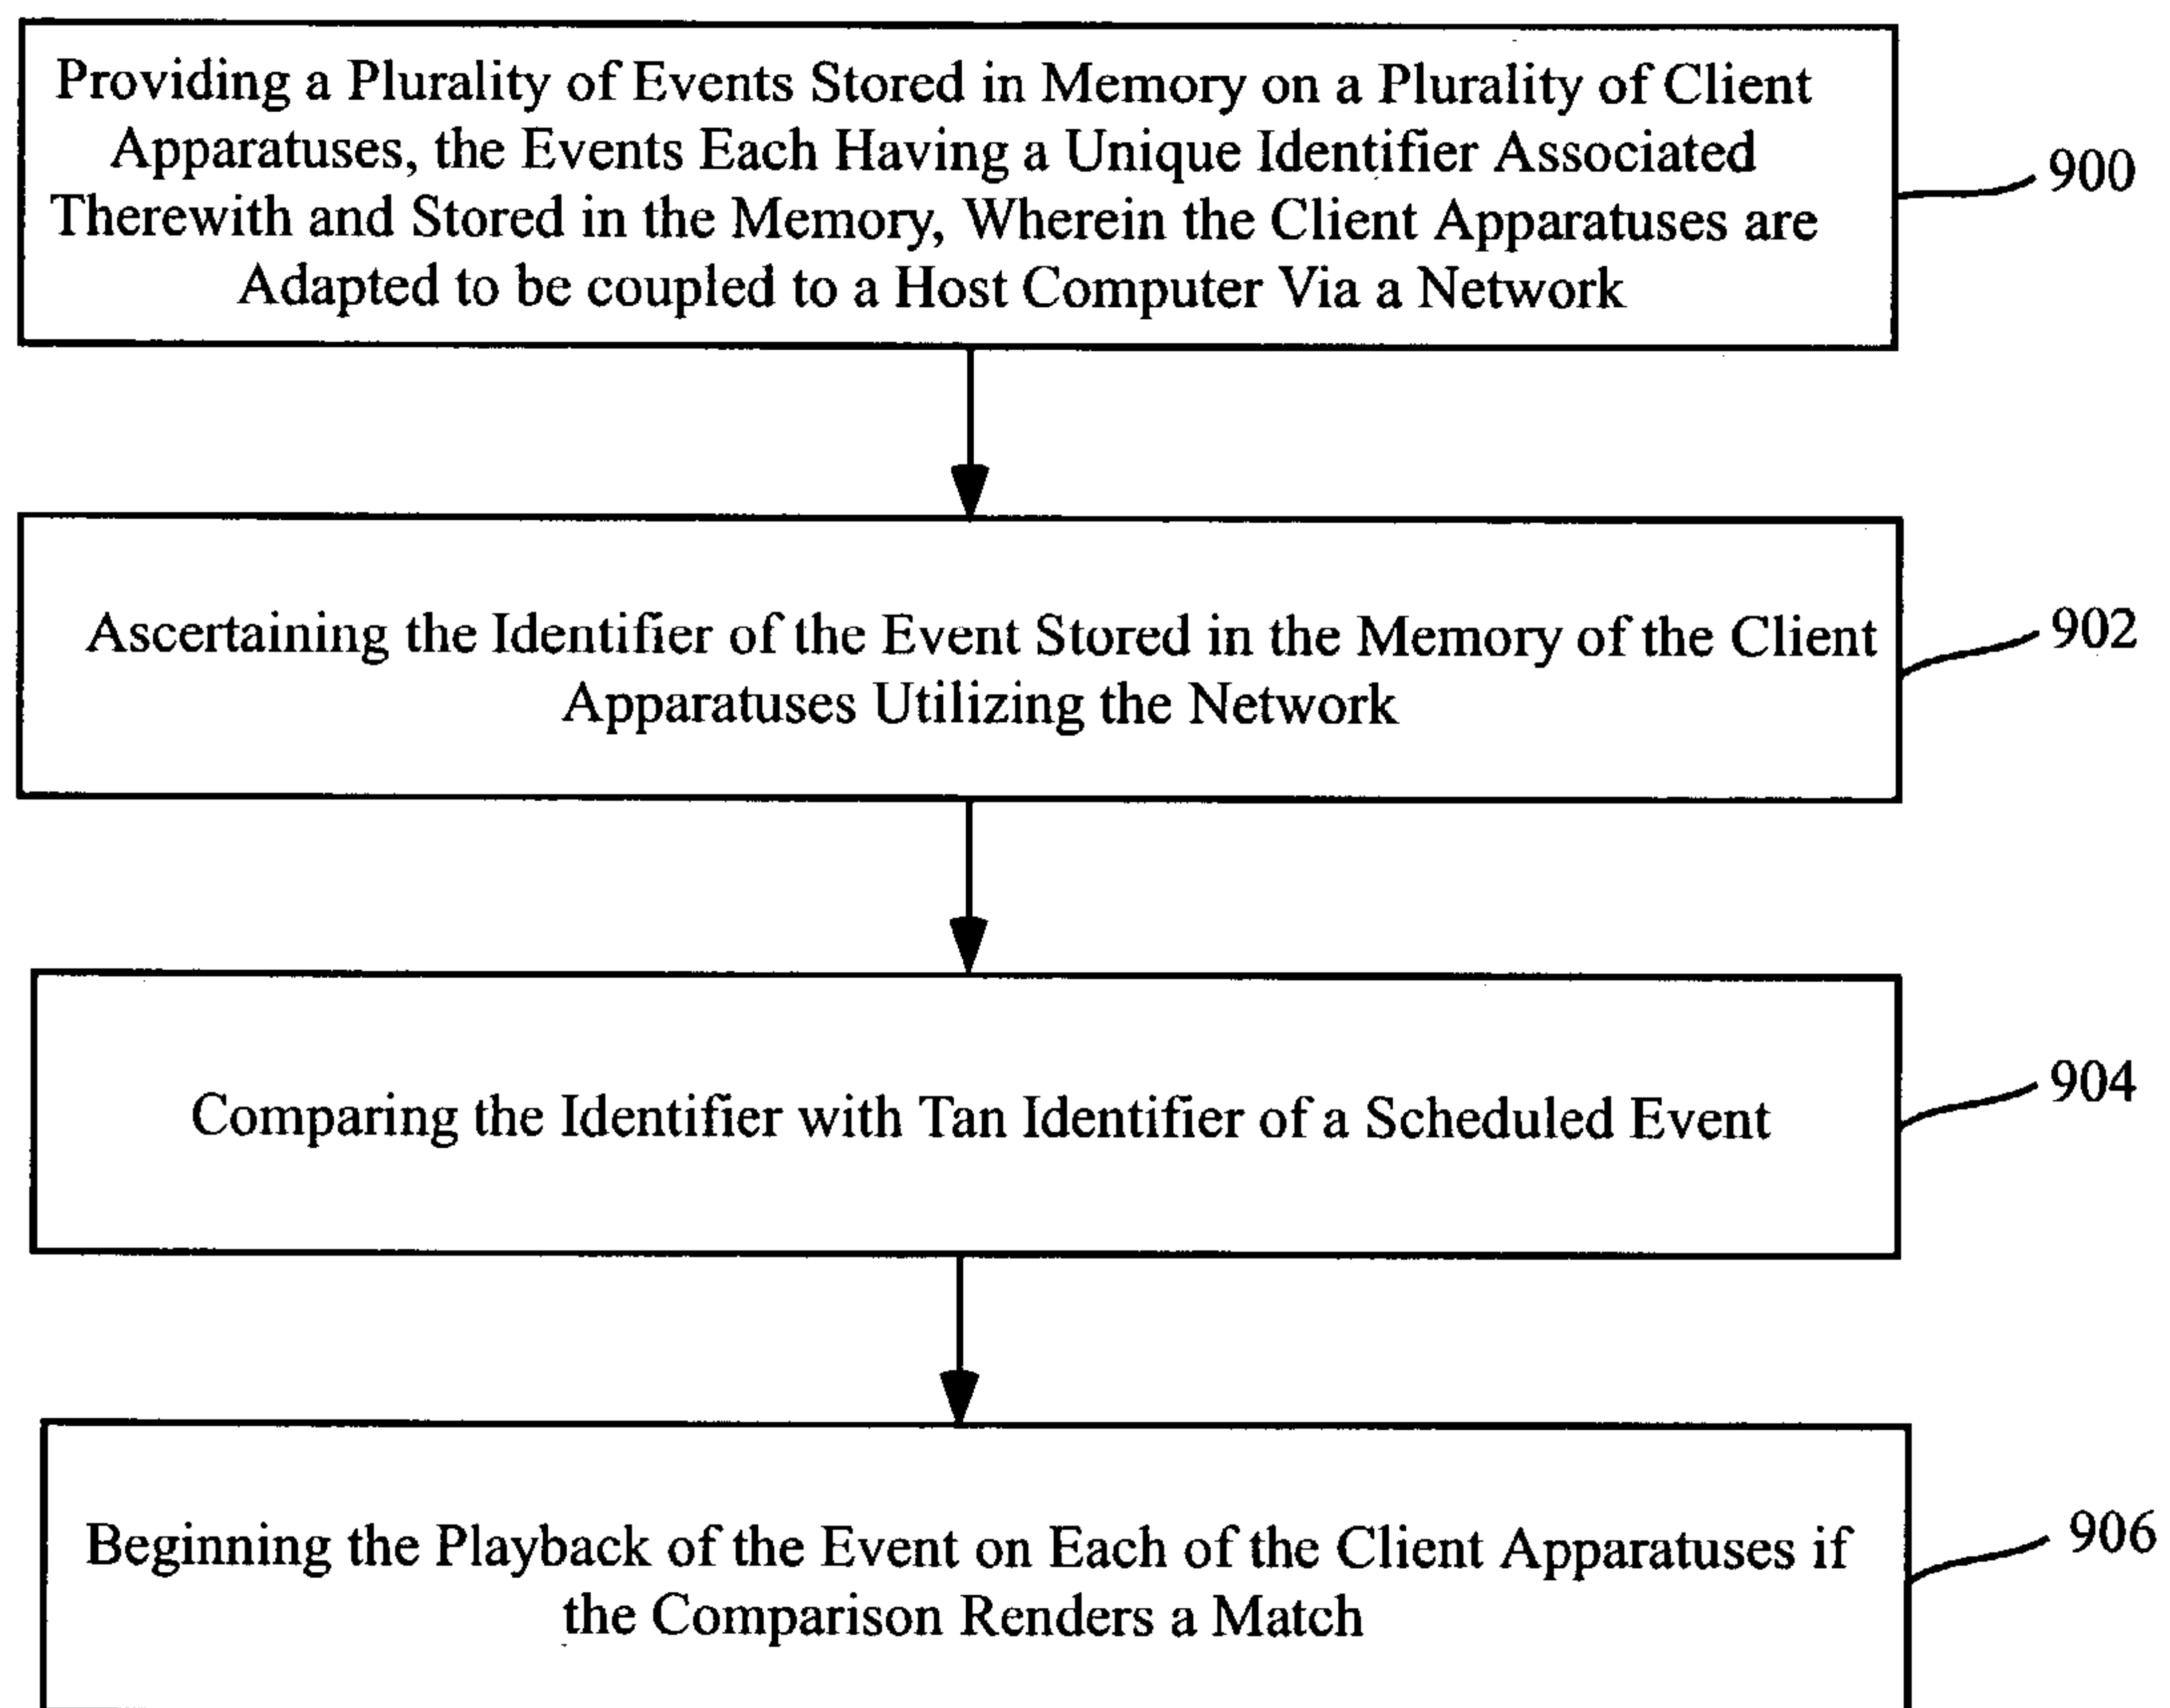 Providing a Plurality of Events Stored in Memory on a Plurality of Client
Apparatuses, the Events Each Having a Unique Identifier Associated
Therewith and Stored in the Memory, Wherein the Client Apparatuses are
Adapted to be coupled to a Host Computer Via a Network
900
Ascertaining the Identifier of the Event Stored in the Memory of the Client
Apparatuses Utilizing the Network
902
Comparing the Identifier with Tan Identifier of a Scheduled Event
904
Beginning the Playback of the Event on Each of the Client Apparatuses if
the Comparison Renders a Match
906